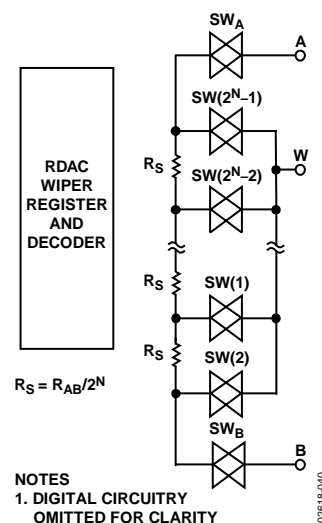 SWA
A
SW(2N–1)
RS
W
RDAC
WIPER
REGISTER
AND
DECODER
SW(2N–2)
RS
SW(1)
RS
SW(2)
RS = RAB/2N
SWB
B
NOTES
1. DIGITAL CIRCUITRY
OMITTED FOR CLARITY
02618-040